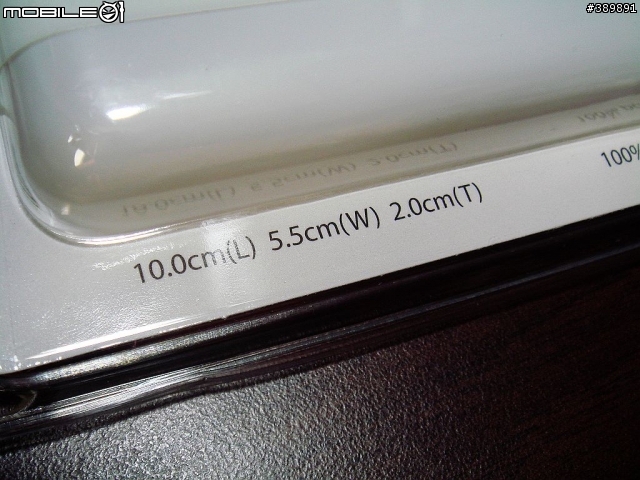 MOBILE01
#389891
100%
10.0cm(L) 5.5cm(W) 2.0cm(T)